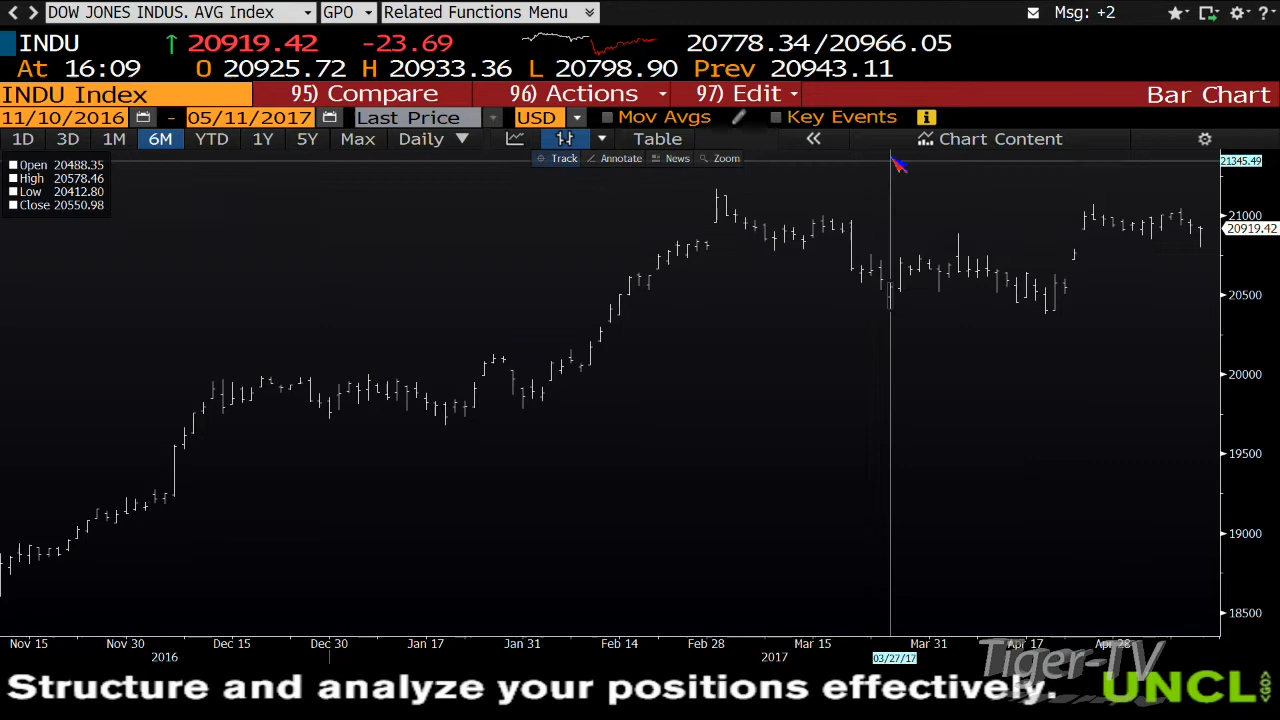 DOW JONES INDUS. AVG Index GPO Related Functions Menu Msg: +2 ?
INDU 20919.42 -23.69 20778.34/20966.05
At 16:09 O 20925.72 H 20933.36 L 20798.90 Prev 20943.11
INDU Index 95) Compare 96) Actions 97) Edit Bar Chart
11/10/2016 - 05/11/2017 Last Price USD Mov Avgs Key Events i
1D 3D 1M 6M YTD 1Y 5Y Max Daily Table Chart Content
Track Annotate News Zoom
Open 20488.35
High 20578.46
Low 20412.80
Close 20550.98
21345.49
21000
20919.42
20500
20000
19500
19000
18500
Nov 15 Nov 30 Dec 15 Dec 30 Jan 17 Jan 31 Feb 14 Feb 28 Mar 15 Mar 31 Apr 17 Apr 28
2016 2017 03/27/17
Tiger-TV
Structure and analyze your positions effectively. UNCL